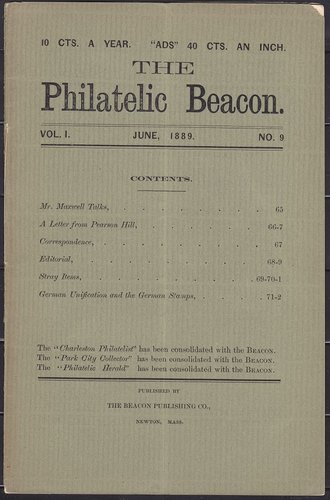 10 CTS. A YEAR. "ADS" 40 CTS. AN INCH.
THE
Philatelic Beacon.
VOL. I. JUNE, 1889. NO. 9
CONTENTS.
Mr. Maxwell Talks, . . . . . . . 65
A Letter from Pearson Hill, . . . . . 66-7
Correspondence, . . . . . . . 67
Editorial, . . . . . . . . 68-9
Stray Items, . . . . . . . 69-70-1
German Unification and the German Stamps, . . . . 71-2
The "Charleston Philatelist" has been consolidated with the BEACON.
The "Park City Collector" has been consolidated with the BEACON.
The "Philatelic Herald" has been consolidated with the BEACON.
PUBLISHED BY
THE BEACON PUBLISHING CO.,
NEWTON, MASS.